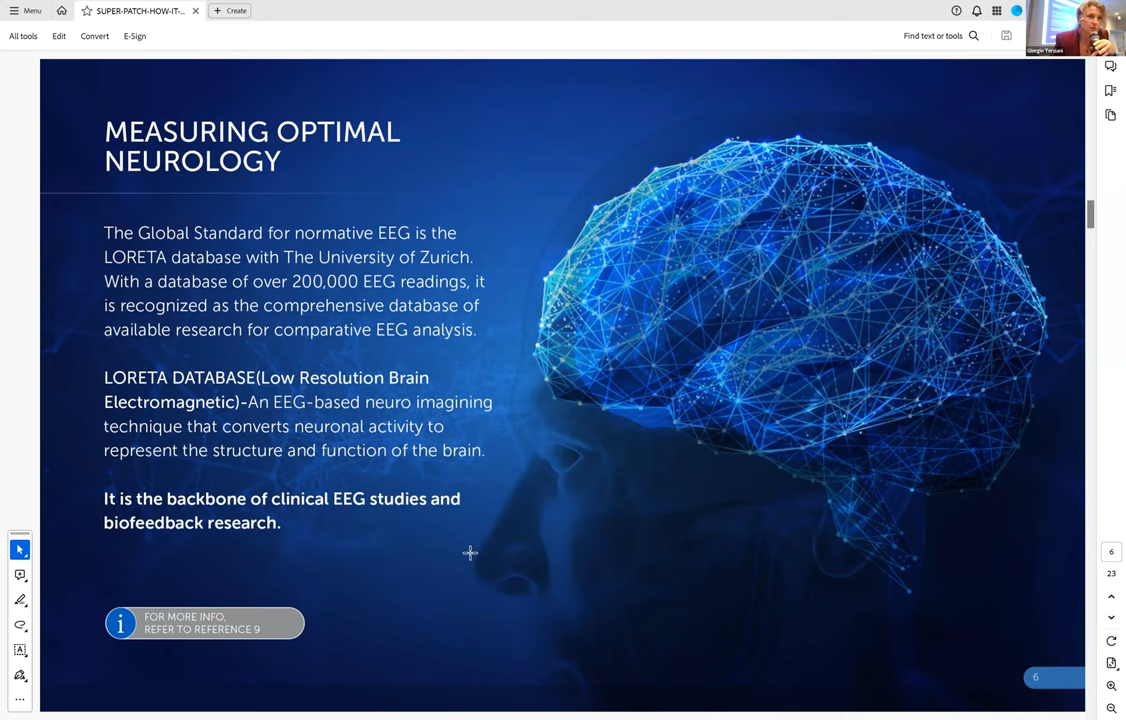 Menu
SUPER-PATCH-HOW-IT-...
Create
All tools
Edit
Convert
E-Sign
Find text or tools
Giorgio Terziani
MEASURING OPTIMAL
NEUROLOGY
The Global Standard for normative EEG is the
LORETA database with The University of Zurich.
With a database of over 200,000 EEG readings, it
is recognized as the comprehensive database of
available research for comparative EEG analysis.
LORETA DATABASE(Low Resolution Brain
Electromagnetic)-An EEG-based neuro imagining
technique that converts neuronal activity to
represent the structure and function of the brain.
It is the backbone of clinical EEG studies and
biofeedback research.
i
FOR MORE INFO,
REFER TO REFERENCE 9
6
6
23